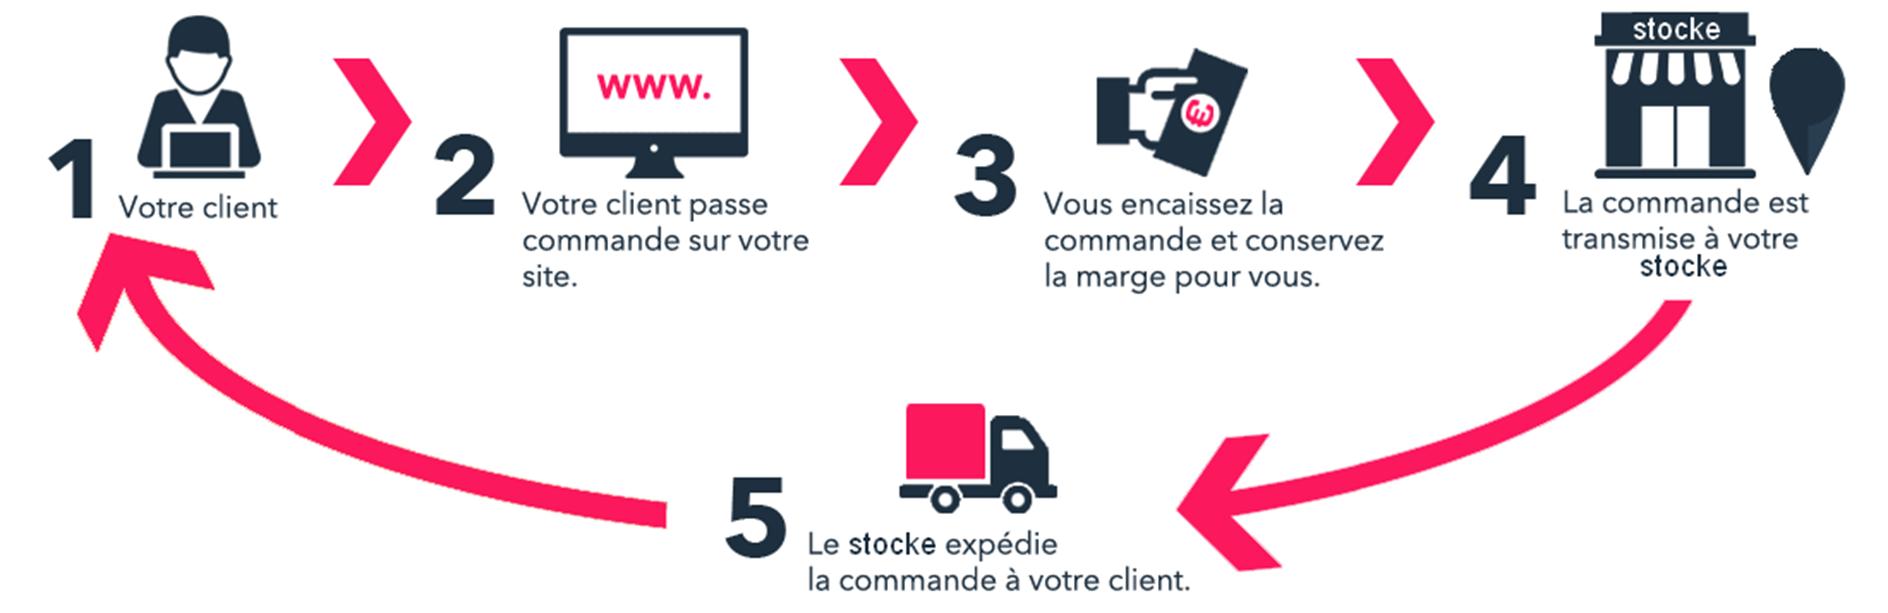 1
Votre client
2
www.
Votre client passe
commande sur votre
site.
3
€
Vous encaissez la
commande et conservez
la marge pour vous.
4
stocke
La commande est
transmise à votre
stocke
5
Le stocke expédie
la commande à votre client.